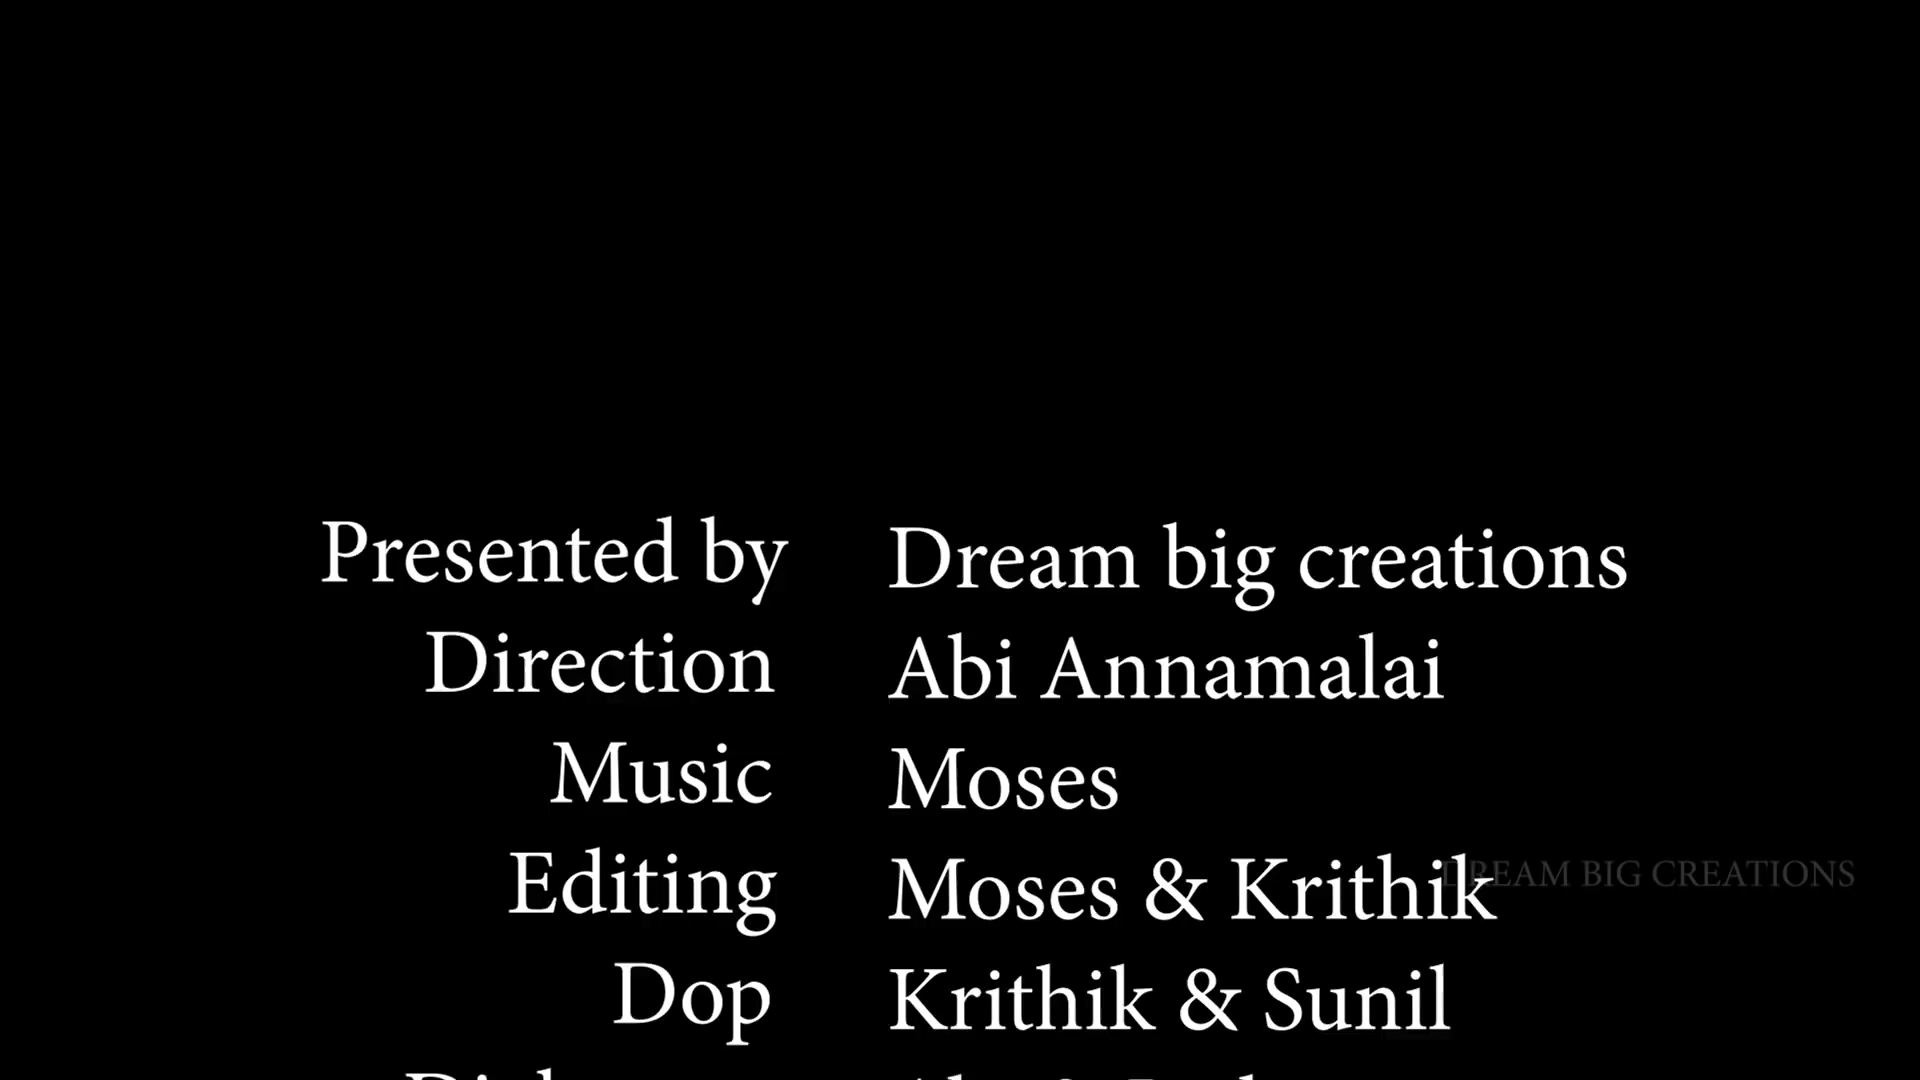 Presented by Dream big creations
Direction Abi Annamalai
Music Moses
Editing Moses & Krithik
DREAM BIG CREATIONS
Dop Krithik & Sunil